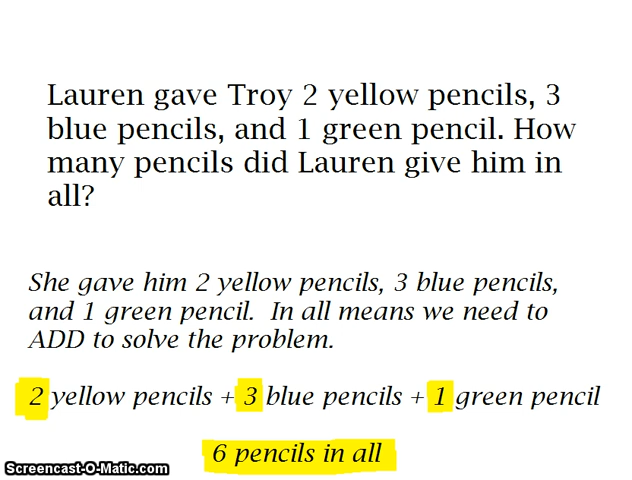 Lauren gave Troy 2 yellow pencils, 3
blue pencils, and 1 green pencil. How
many pencils did Lauren give him in
all?
She gave him 2 yellow pencils, 3 blue pencils,
and 1 green pencil. In all means we need to
ADD to solve the problem.
2 yellow pencils + 3 blue pencils + 1 green pencil
6 pencils in all
Screencast-O-Matic.com